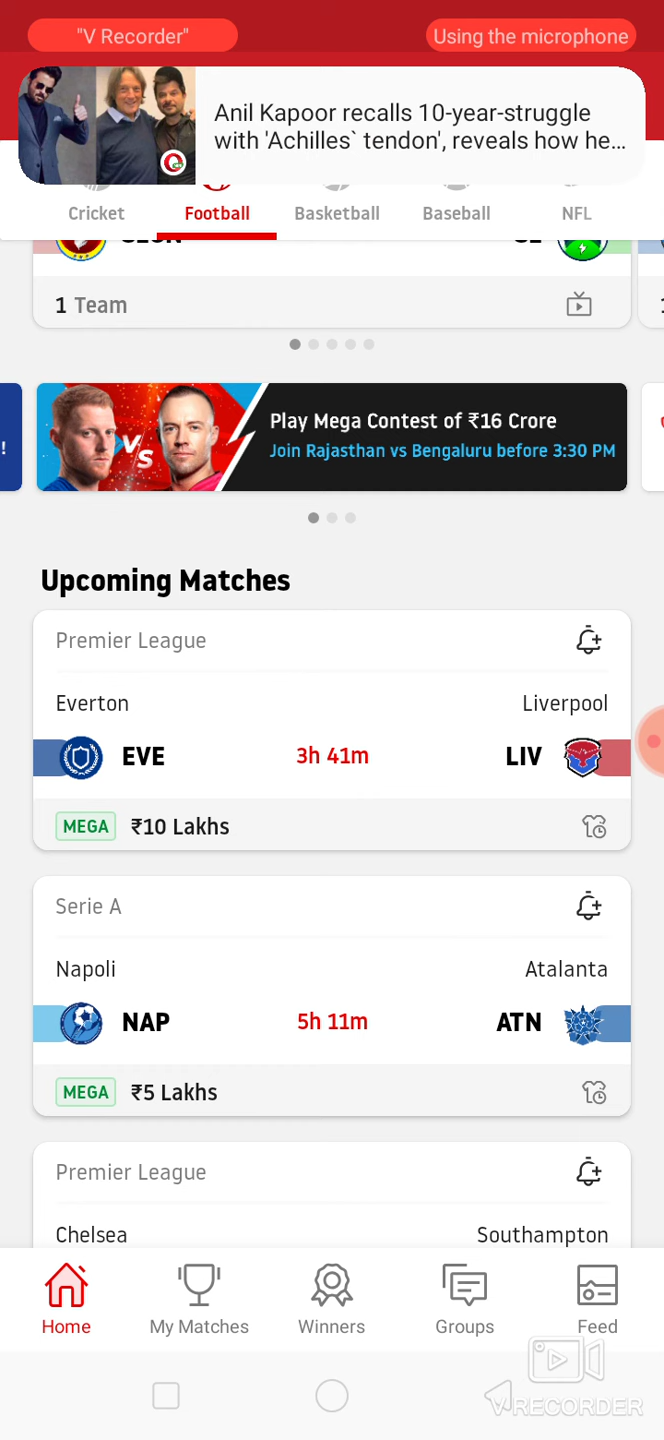 "V Recorder"
Using the microphone
Anil Kapoor recalls 10-year-struggle
with 'Achilles` tendon', reveals how he...
Cricket
Football
Basketball
Baseball
NFL
1 Team
!
VS
Play Mega Contest of ₹16 Crore
Join Rajasthan vs Bengaluru before 3:30 PM
Upcoming Matches
Premier League
Everton
Liverpool
EVE
3h 41m
LIV
MEGA
₹10 Lakhs
Serie A
Napoli
Atalanta
NAP
5h 11m
ATN
MEGA
₹5 Lakhs
Premier League
Chelsea
Southampton
Home
My Matches
Winners
Groups
Feed
VRECORDER